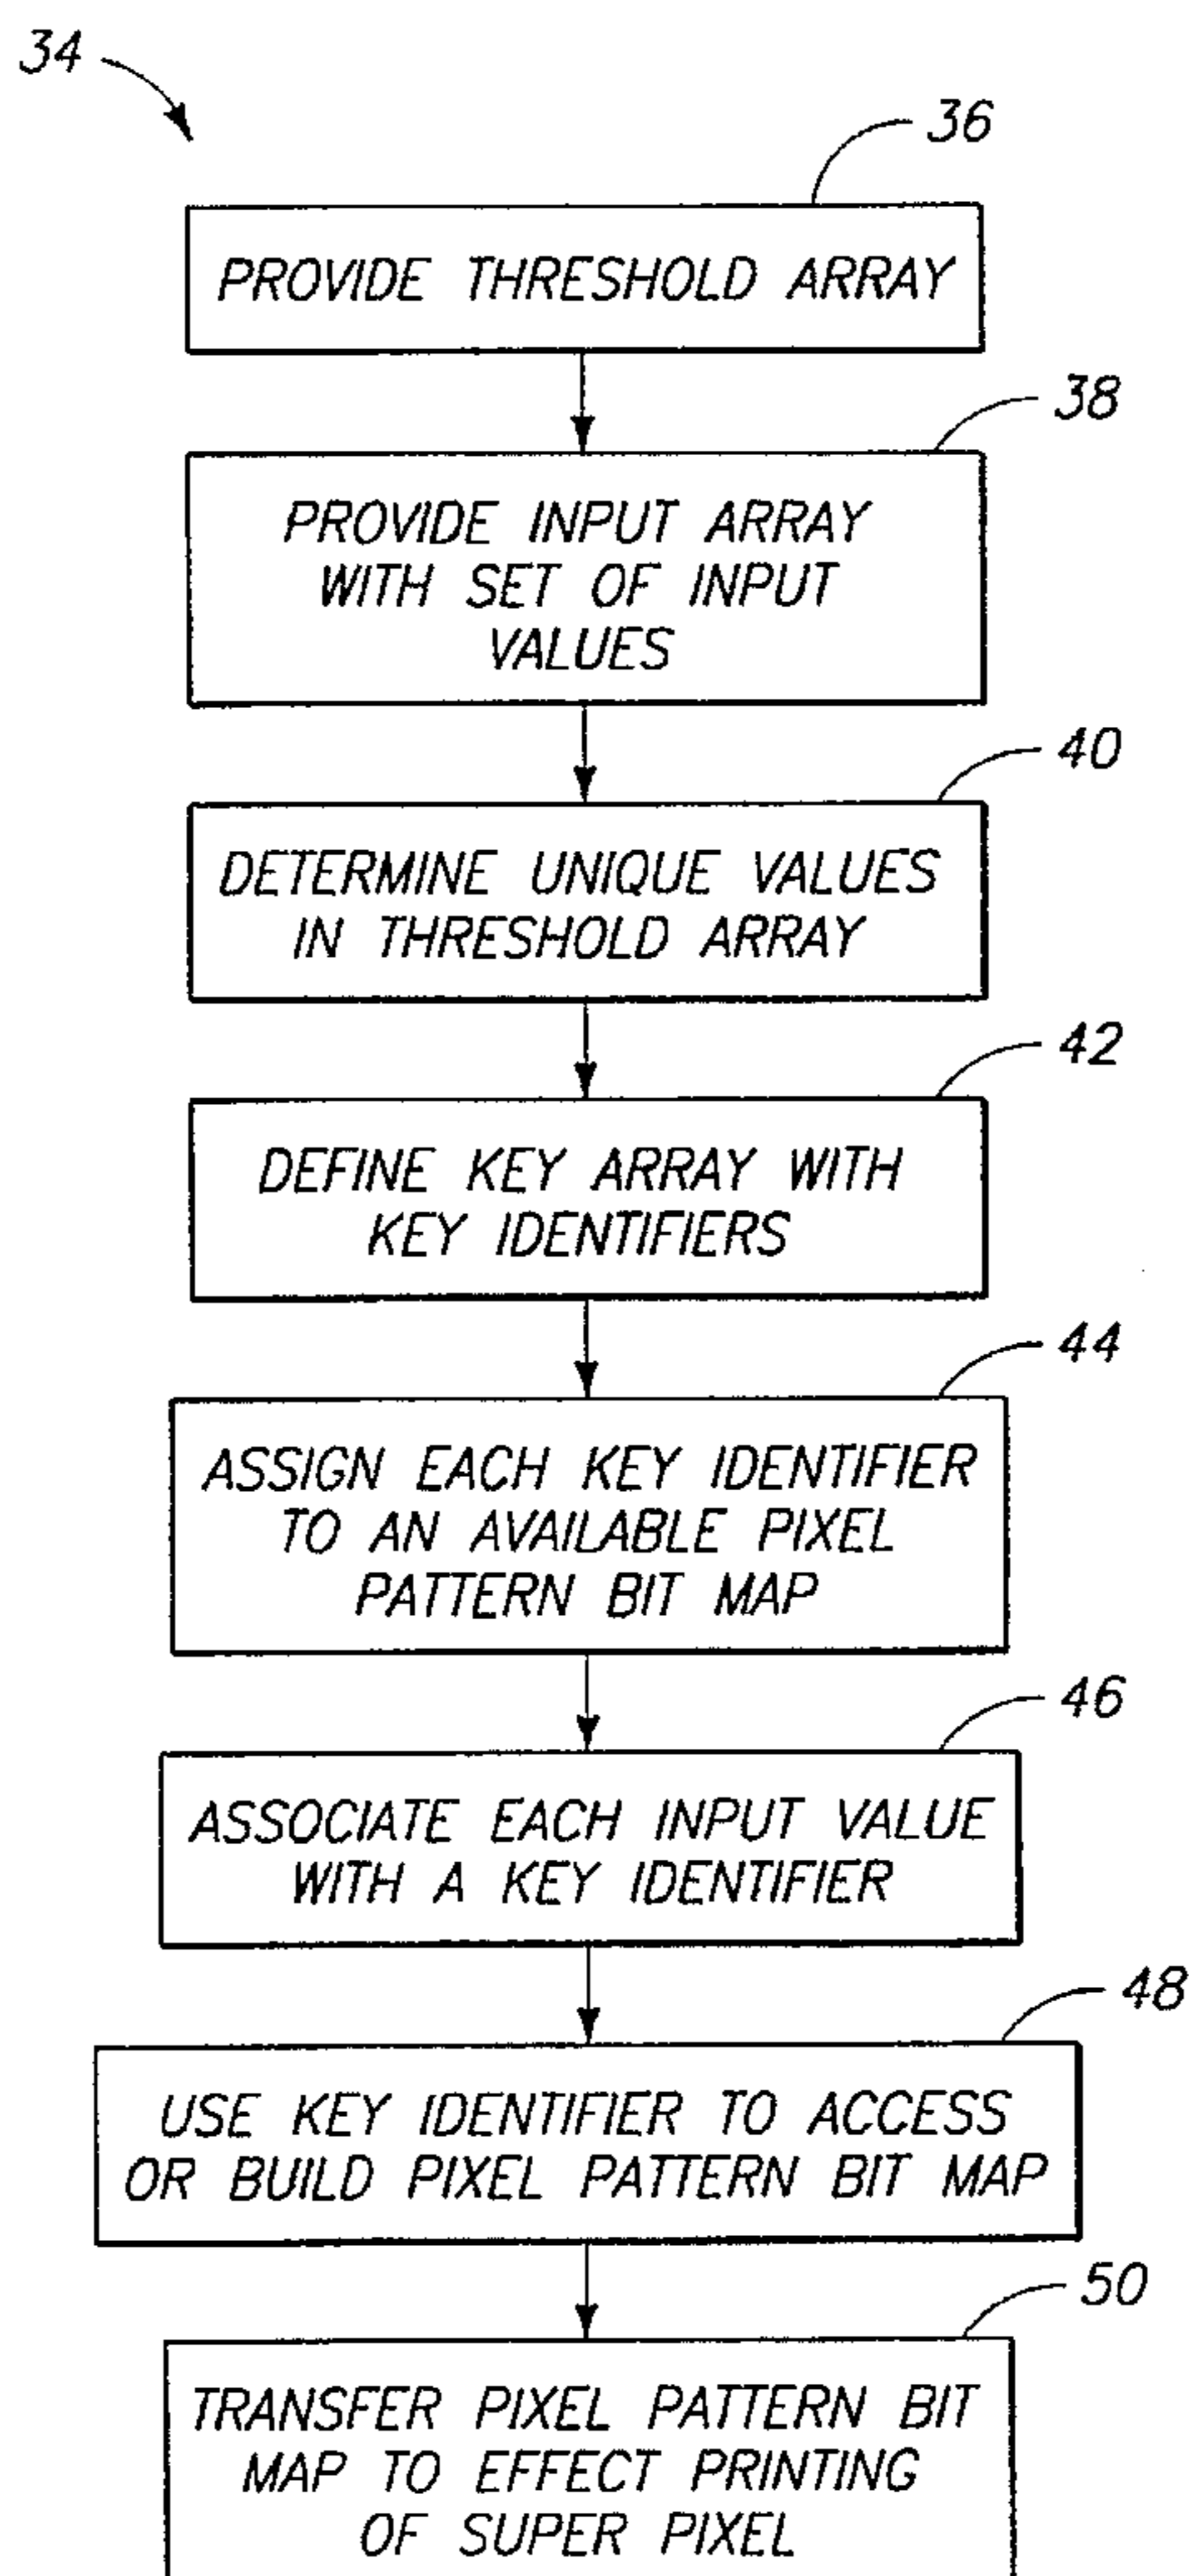 34
36
PROVIDE THRESHOLD ARRAY
38
PROVIDE INPUT ARRAY
WITH SET OF INPUT
VALUES
40
DETERMINE UNIQUE VALUES
IN THRESHOLD ARRAY
42
DEFINE KEY ARRAY WITH
KEY IDENTIFIERS
44
ASSIGN EACH KEY IDENTIFIER
TO AN AVAILABLE PIXEL
PATTERN BIT MAP
46
ASSOCIATE EACH INPUT VALUE
WITH A KEY IDENTIFIER
48
USE KEY IDENTIFIER TO ACCESS
OR BUILD PIXEL PATTERN BIT MAP
50
TRANSFER PIXEL PATTERN BIT
MAP TO EFFECT PRINTING
OF SUPER PIXEL